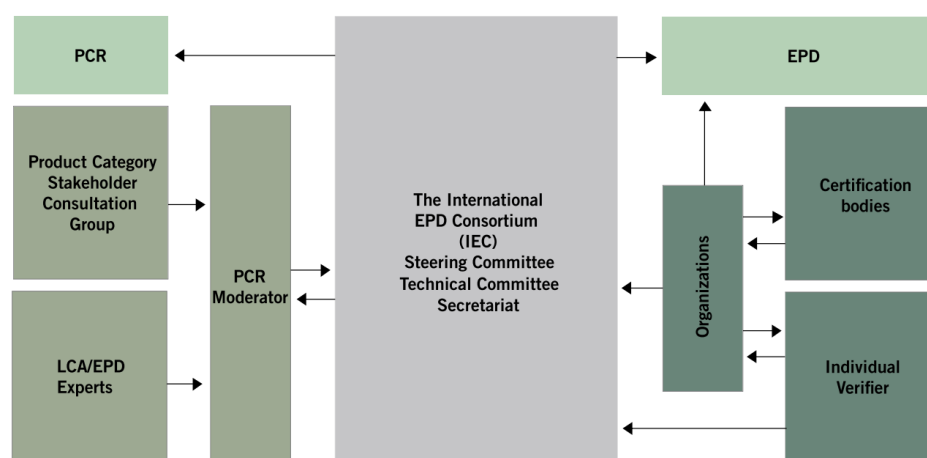 PCR
EPD
Product Category
Stakeholder
Consultation
Group
PCR
Moderator
LCA/EPD
Experts
The International
EPD Consortium
(IEC)
Steering Committee
Technical Committee
Secretariat
Organizations
Certification
bodies
Individual
Verifier